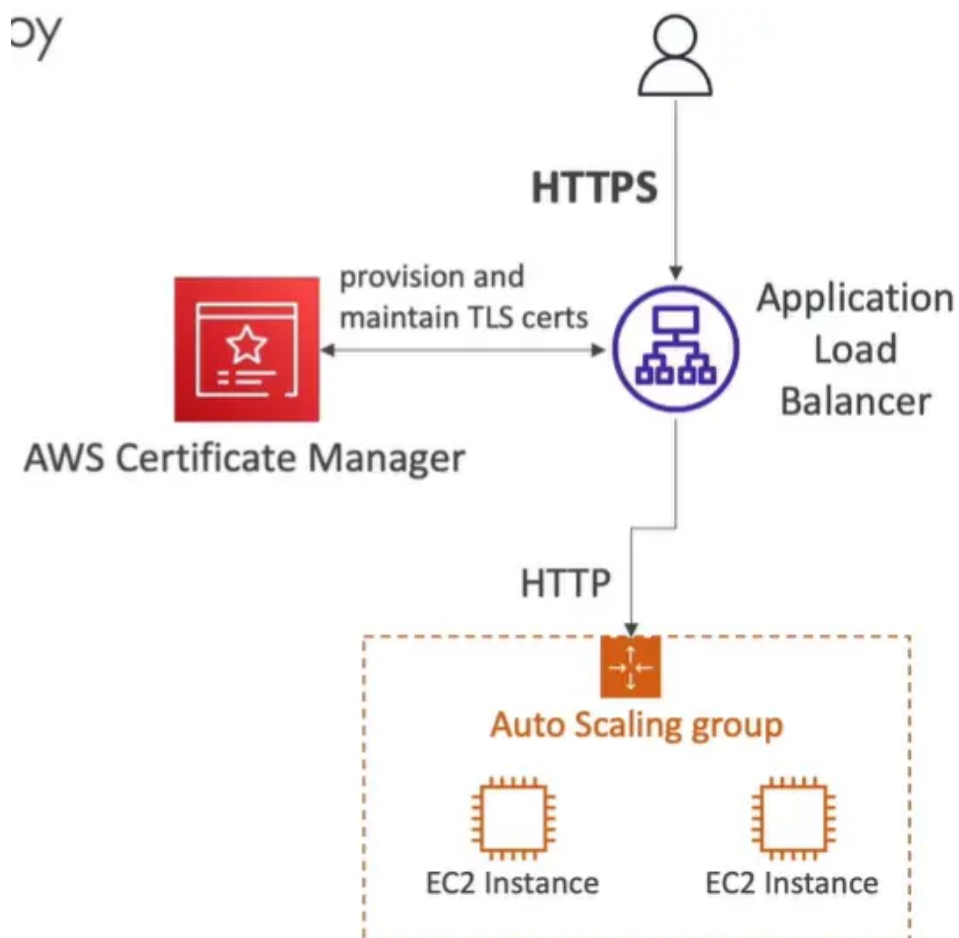 HTTPS
provision and
maintain TLS certs
Application
Load
Balancer
AWS Certificate Manager
HTTP
Auto Scaling group
EC2 Instance
EC2 Instance